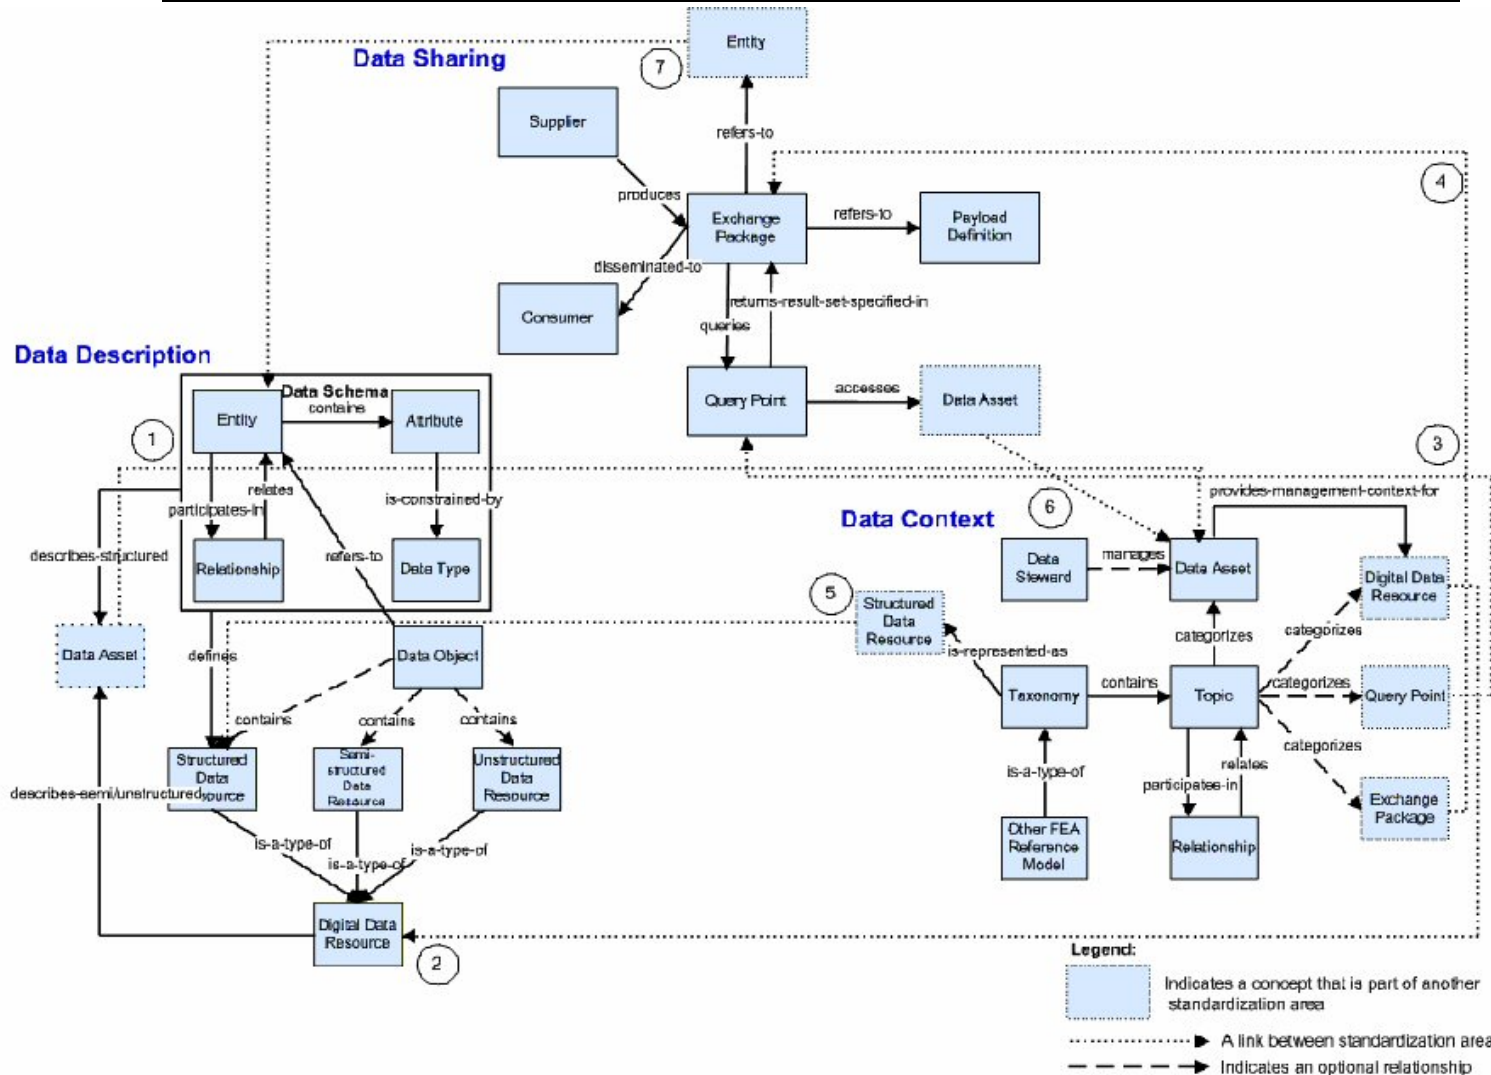 Data Sharing
7
Entity
Supplier
refers-to
4
produces
Exchange
Package
refers-to
Payload
Definition
disseminated-to
Consumer
returns-result-set-specified-in
queries
Data Description
Data Schema
Entity
contains
Attribute
Query Point
accesses
Data Asset
1
3
relates
participates-in
is-constrained-by
provides-management-context-for
6
Data Context
describes-structured
Relationship
refers-to
Data Type
Data
Steward
manages
Data Asset
Digital Data
Resource
5
Structured
Data
Resource
categorizes
categorizes
Data Asset
defines
Data Object
is-represented-as
Taxonomy
contains
Topic
categorizes
Query Point
contains
contains
contains
Structured
Data
Semi-
structured
Data
Resource
Unstructured
Data
Resource
describes-semi/unstructured
source
is-a-type-of
relates
categorizes
participates-in
Exchange
Package
is-a-type-of
is-a-type-of
is-a-type-of
Other FEA
Reference
Model
Relationship
Digital Data
Resource
2
Legend:
Indicates a concept that is part of another
standardization area
A link between standardization area
Indicates an optional relationship